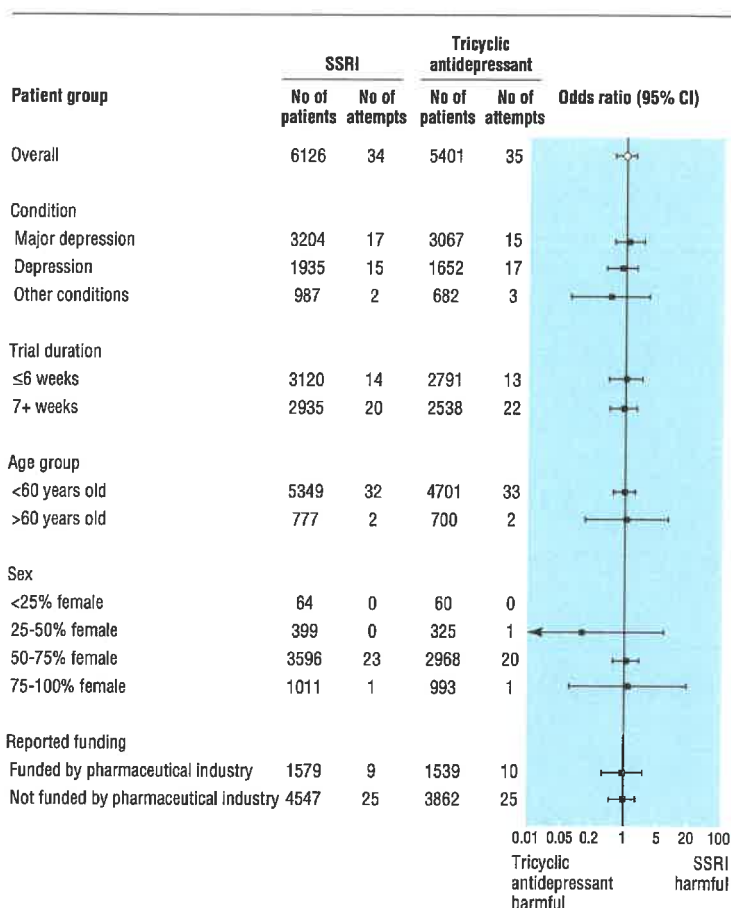 SSRI
Tricyclic
antidepressant
Patient group
No of
patients
No of
attempts
No of
patients
No of
attempts
Odds ratio (95% CI)
Overall 6126 34 5401 35
Condition
Major depression 3204 17 3067 15
Depression 1935 15 1652 17
Other conditions 987 2 682 3
Trial duration
≤6 weeks 3120 14 2791 13
7+ weeks 2935 20 2538 22
Age group
<60 years old 5349 32 4701 33
>60 years old 777 2 700 2
Sex
<25% female 64 0 60 0
25-50% female 399 0 325 1
50-75% female 3596 23 2968 20
75-100% female 1011 1 993 1
Reported funding
Funded by pharmaceutical industry 1579 9 1539 10
Not funded by pharmaceutical industry 4547 25 3862 25
0.01 0.05 0.2 1 5 20 100
Tricyclic
antidepressant
harmful
SSRI
harmful